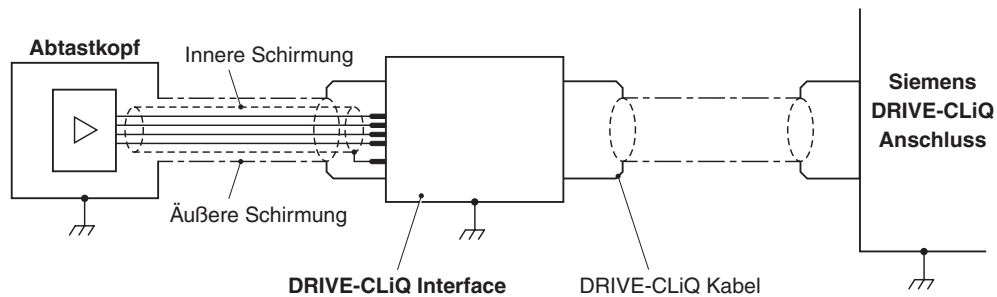 Abtastkopf
Innere Schirmung
Äußere Schirmung
DRIVE-CLiQ Interface
DRIVE-CLiQ Kabel
Siemens
DRIVE-CLiQ
Anschluss